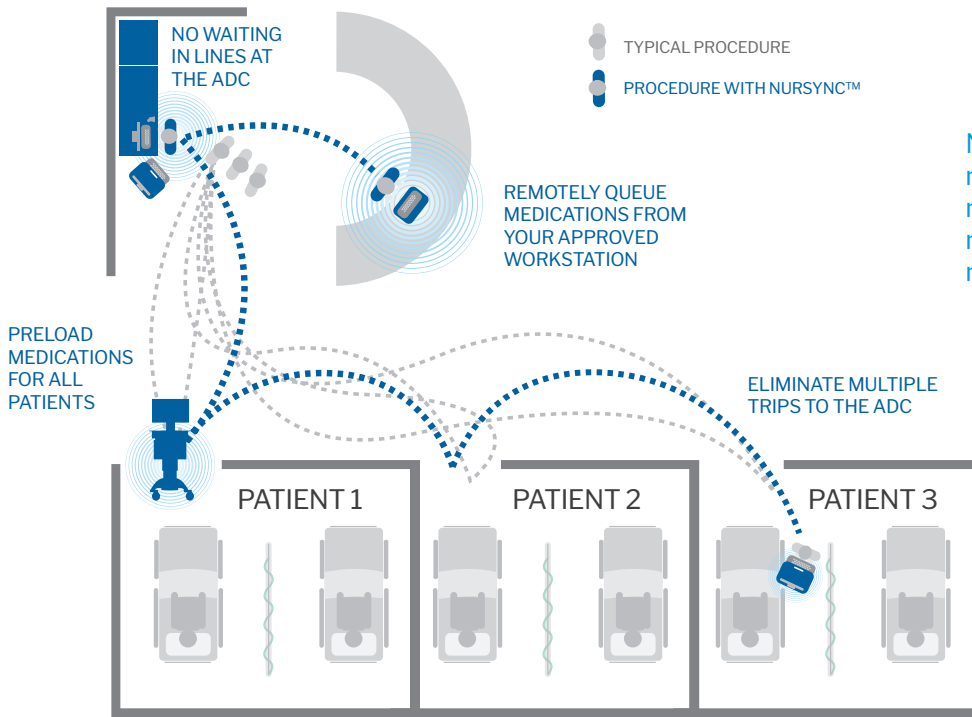 NO WAITING
IN LINES AT
THE ADC
TYPICAL PROCEDURE
PROCEDURE WITH NURSYNC™
REMOTELY QUEUE
MEDICATIONS FROM
YOUR APPROVED
WORKSTATION
PRELOAD
MEDICATIONS
FOR ALL
PATIENTS
ELIMINATE MULTIPLE
TRIPS TO THE ADC
PATIENT 1
PATIENT 2
PATIENT 3